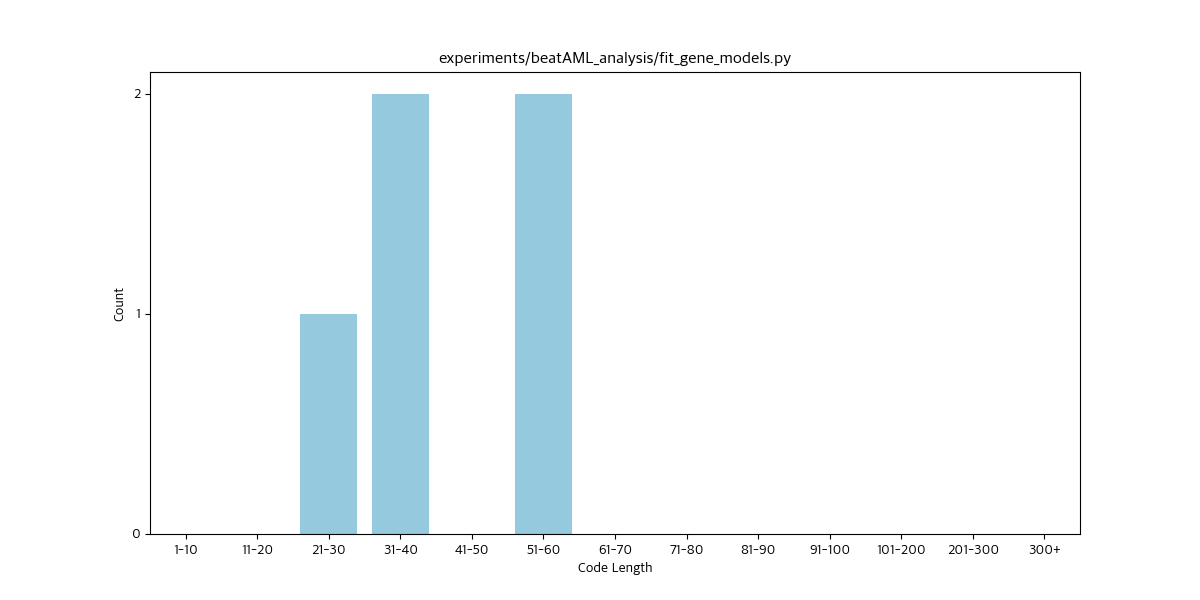 experiments/beatAML_analysis/fit_gene_models.py
2
1
0
Count
1-10 11-20 21-30 31-40 41-50 51-60 61-70 71-80 81-90 91-100 101-200 201-300 300+
Code Length